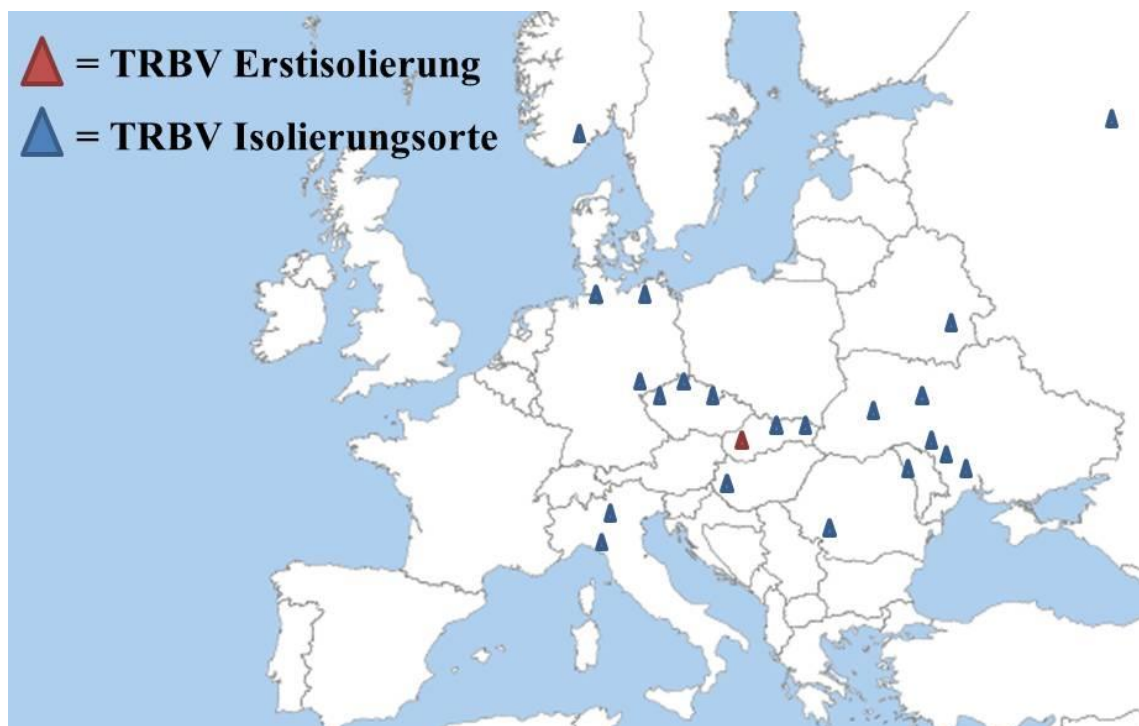 = TRBV Erstisolierung
= TRBV Isolierungsorte